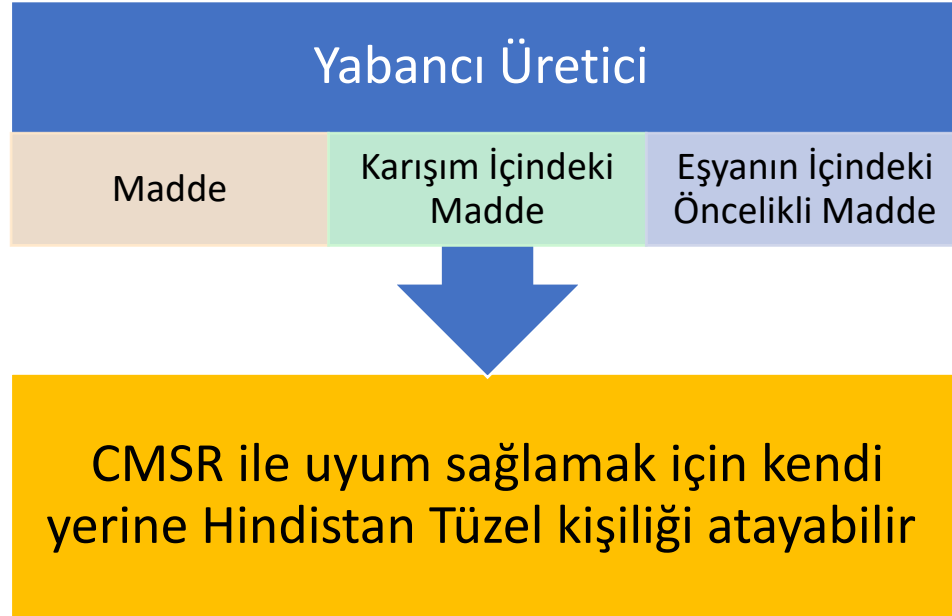 Yabancı Üretici
Madde
Karışım İçindeki
Madde
Eşyanın İçindeki
Öncelikli Madde
CMSR ile uyum sağlamak için kendi
yerine Hindistan Tüzel kişiliği atayabilir